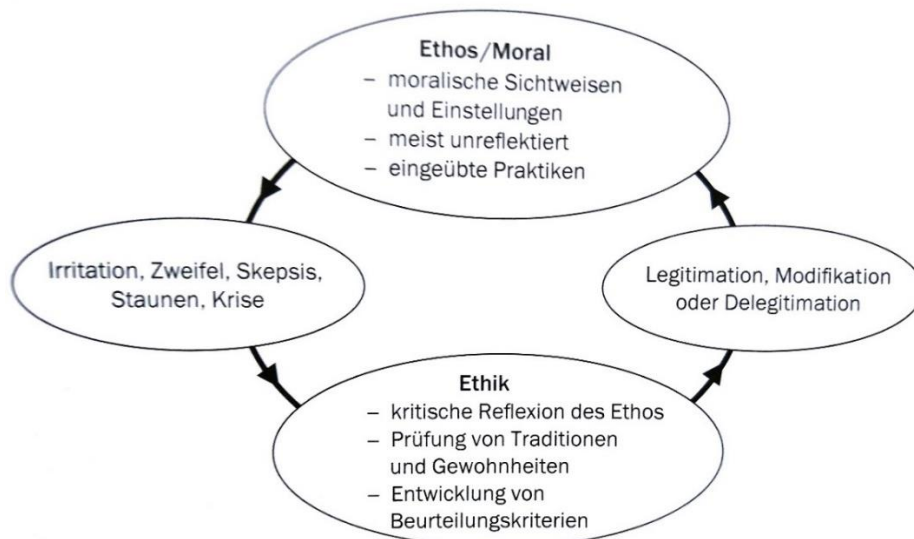 Ethos/Moral
– moralische Sichtweisen
und Einstellungen
– meist unreflektiert
– eingeübte Praktiken
Irritation, Zweifel, Skepsis,
Staunen, Krise
Legitimation, Modifikation
oder Delegitimation
Ethik
– kritische Reflexion des Ethos
– Prüfung von Traditionen
und Gewohnheiten
– Entwicklung von
Beurteilungskriterien